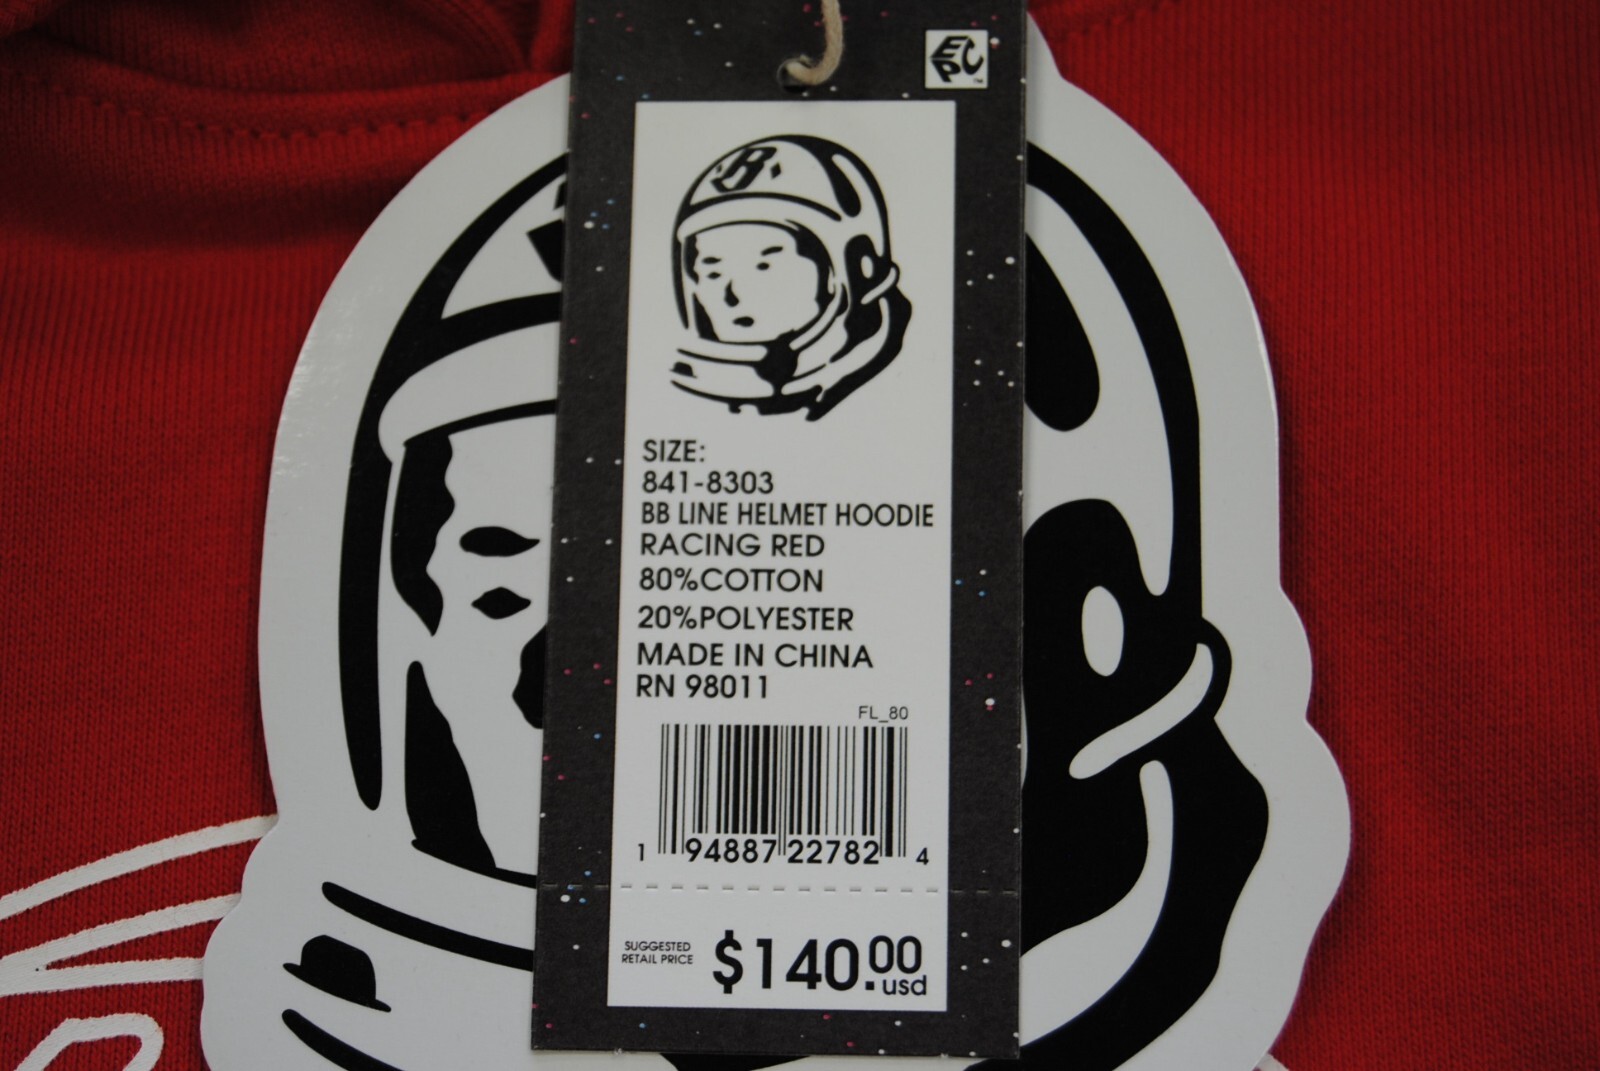 EPC™
B
SIZE:
841-8303
BB LINE HELMET HOODIE
RACING RED
80%COTTON
20%POLYESTER
MADE IN CHINA
RN 98011
FL_80
1 94887 22782 4
SUGGESTED
RETAIL PRICE
$140.00
usd